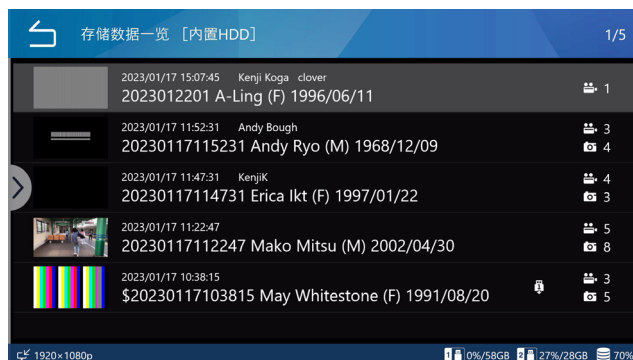 存储数据一览 [内置HDD] 1/5
2023/01/17 15:07:45 Kenji Koga clover
2023012201 A-Ling (F) 1996/06/11
1
2023/01/17 11:52:31 Andy Bough
20230117115231 Andy Ryo (M) 1968/12/09
3
4
2023/01/17 11:47:31 KenjiK
20230117114731 Erica Ikt (F) 1997/01/22
4
3
2023/01/17 11:22:47
20230117112247 Mako Mitsu (M) 2002/04/30
5
8
2023/01/17 10:38:15
$20230117103815 May Whitestone (F) 1991/08/20
1
3
5
1920×1080p 1 0%/58GB 2 27%/28GB 70%